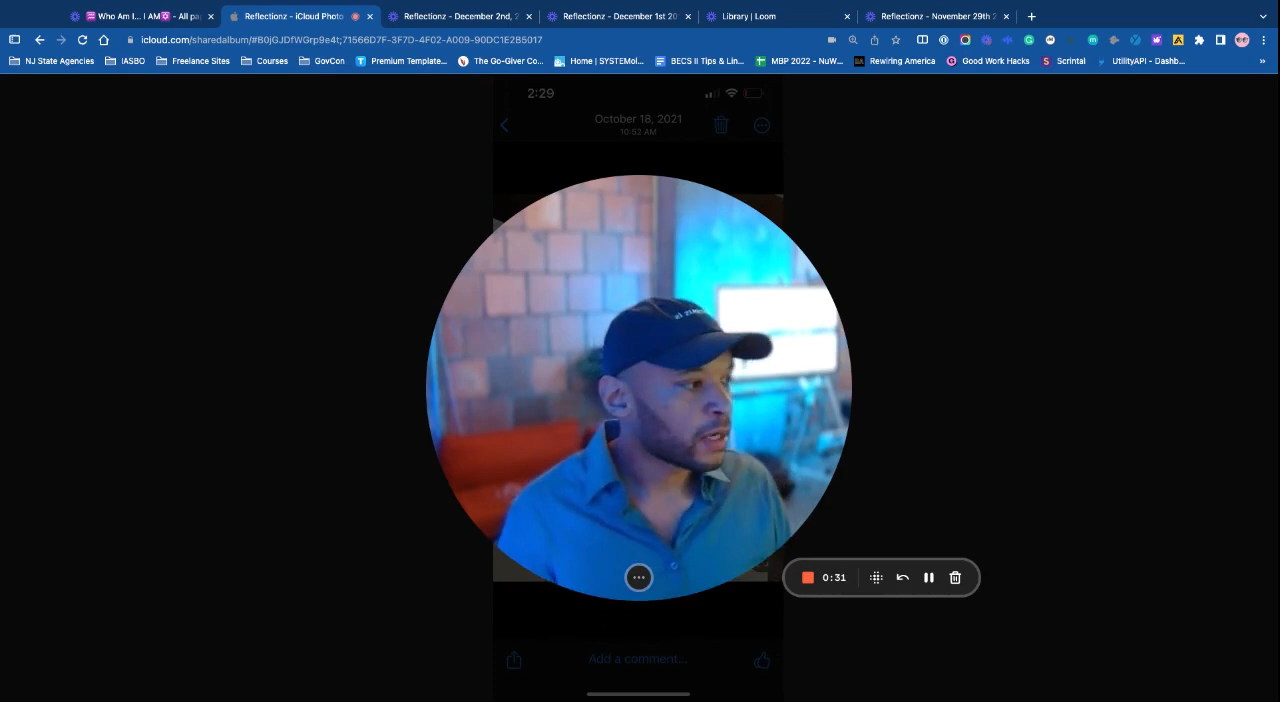 Who Am I... I AM - All pa
Reflectionz - iCloud Photo
Reflectionz - December 2nd, 2
Reflectionz - December 1st 20
Library | Loom
Reflectionz - November 29th 2
icloud.com/sharedalbum/#B0jGJDfWGrp9e4t;71566D7F-3F7D-4F02-A009-90DC1E2B5017
NJ State Agencies
IASBO
Freelance Sites
Courses
GovCon
Premium Template...
The Go-Giver Co...
Home | SYSTEMol...
BECS II Tips & Lin...
MBP 2022 - NuW...
Rewiring America
Good Work Hacks
Scrintal
UtilityAPI - Dashb...
2:29
October 18, 2021
10:52 AM
0:31
Add a comment...